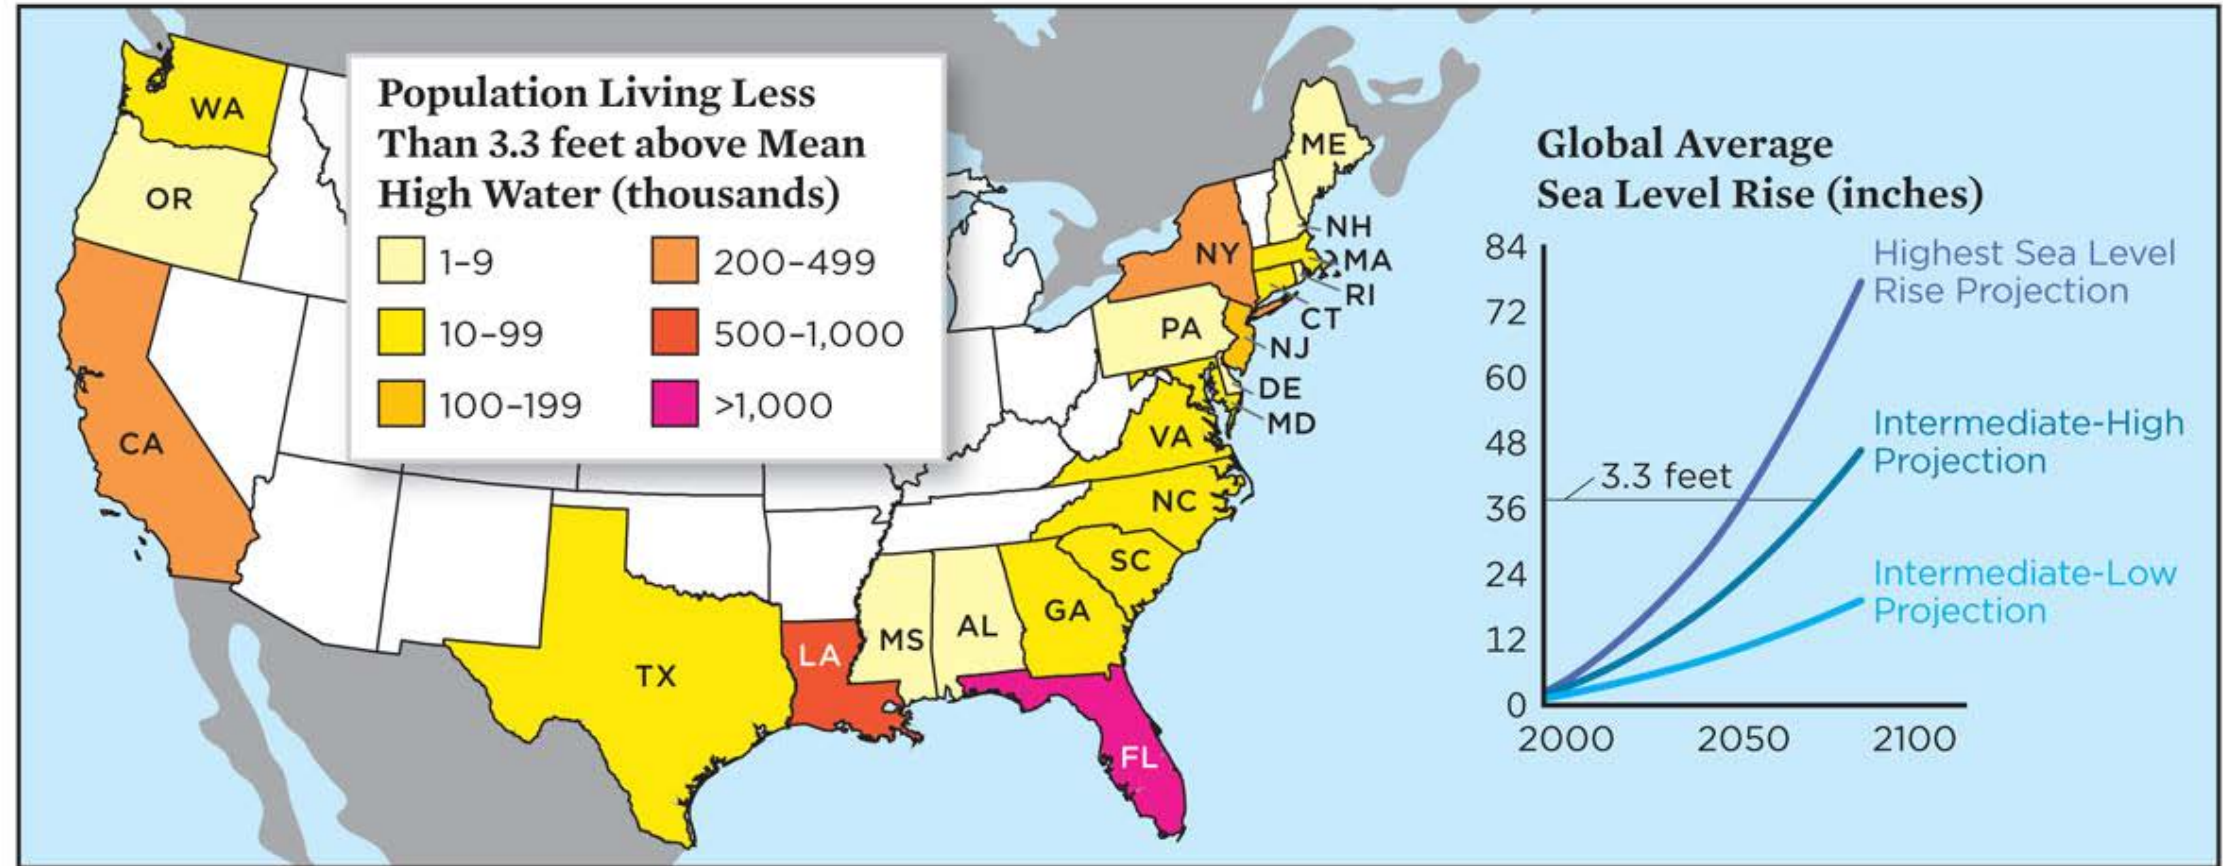 Population Living Less
Than 3.3 feet above Mean
High Water (thousands)
1–9
10–99
100–199
200–499
500–1,000
>1,000
WA
OR
CA
TX
LA
MS
AL
GA
FL
SC
NC
VA
MD
DE
NJ
PA
NY
CT
RI
MA
NH
ME
Global Average
Sea Level Rise (inches)
84
72
60
48
36
24
12
0
2000
2050
2100
3.3 feet
Highest Sea Level
Rise Projection
Intermediate-High
Projection
Intermediate-Low
Projection